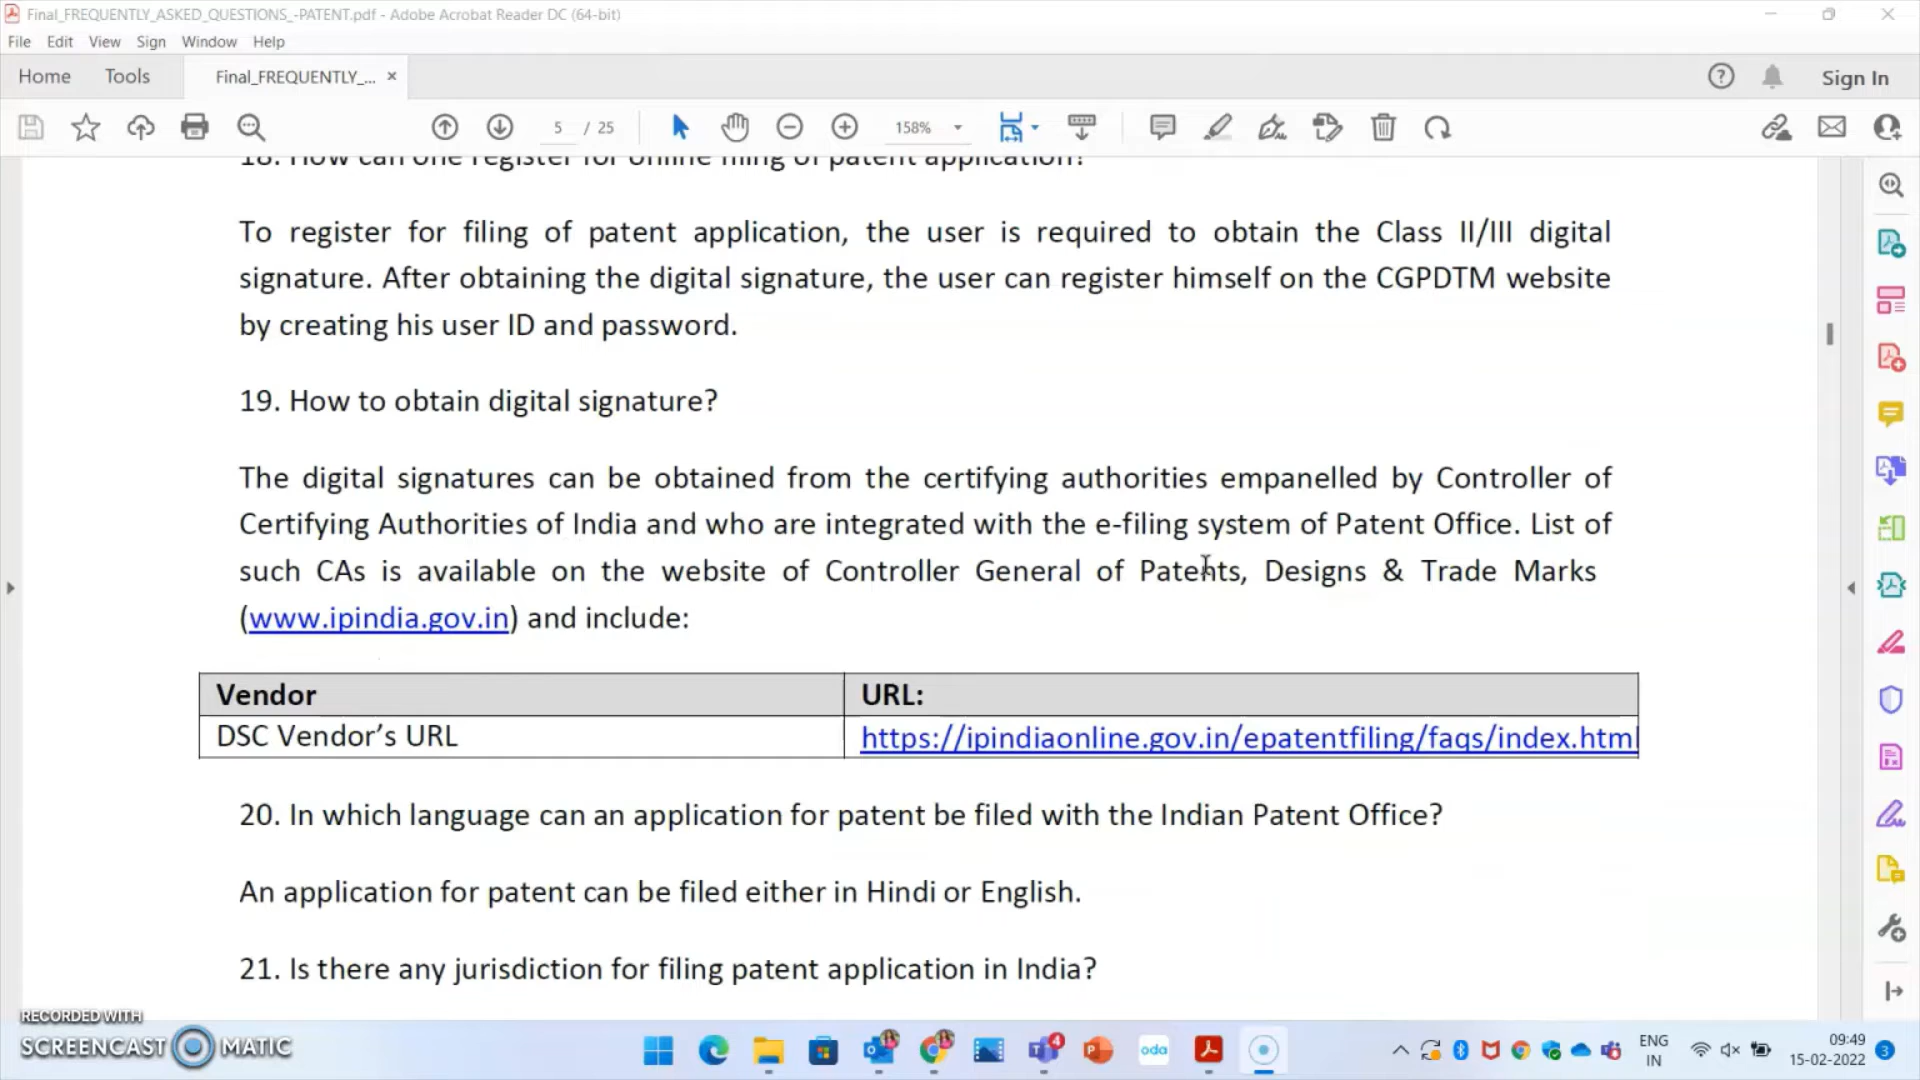 Final_FREQUENTLY_ASKED_QUESTIONS_-PATENT.pdf - Adobe Acrobat Reader DC (64-bit)
File Edit View Sign Window Help
Home Tools Final_FREQUENTLY_... × Sign In
5 / 25 158%
18. How can one register for online filing of patent application?
To register for filing of patent application, the user is required to obtain the Class II/III digital
signature. After obtaining the digital signature, the user can register himself on the CGPDTM website
by creating his user ID and password.
19. How to obtain digital signature?
The digital signatures can be obtained from the certifying authorities empanelled by Controller of
Certifying Authorities of India and who are integrated with the e-filing system of Patent Office. List of
such CAs is available on the website of Controller General of Patents, Designs & Trade Marks
(www.ipindia.gov.in) and include:
Vendor URL:
DSC Vendor’s URL https://ipindiaonline.gov.in/epatentfiling/faqs/index.html
20. In which language can an application for patent be filed with the Indian Patent Office?
An application for patent can be filed either in Hindi or English.
21. Is there any jurisdiction for filing patent application in India?
RECORDED WITH
SCREENCAST MATIC
4 oda ENG
IN
09:49
15-02-2022 3